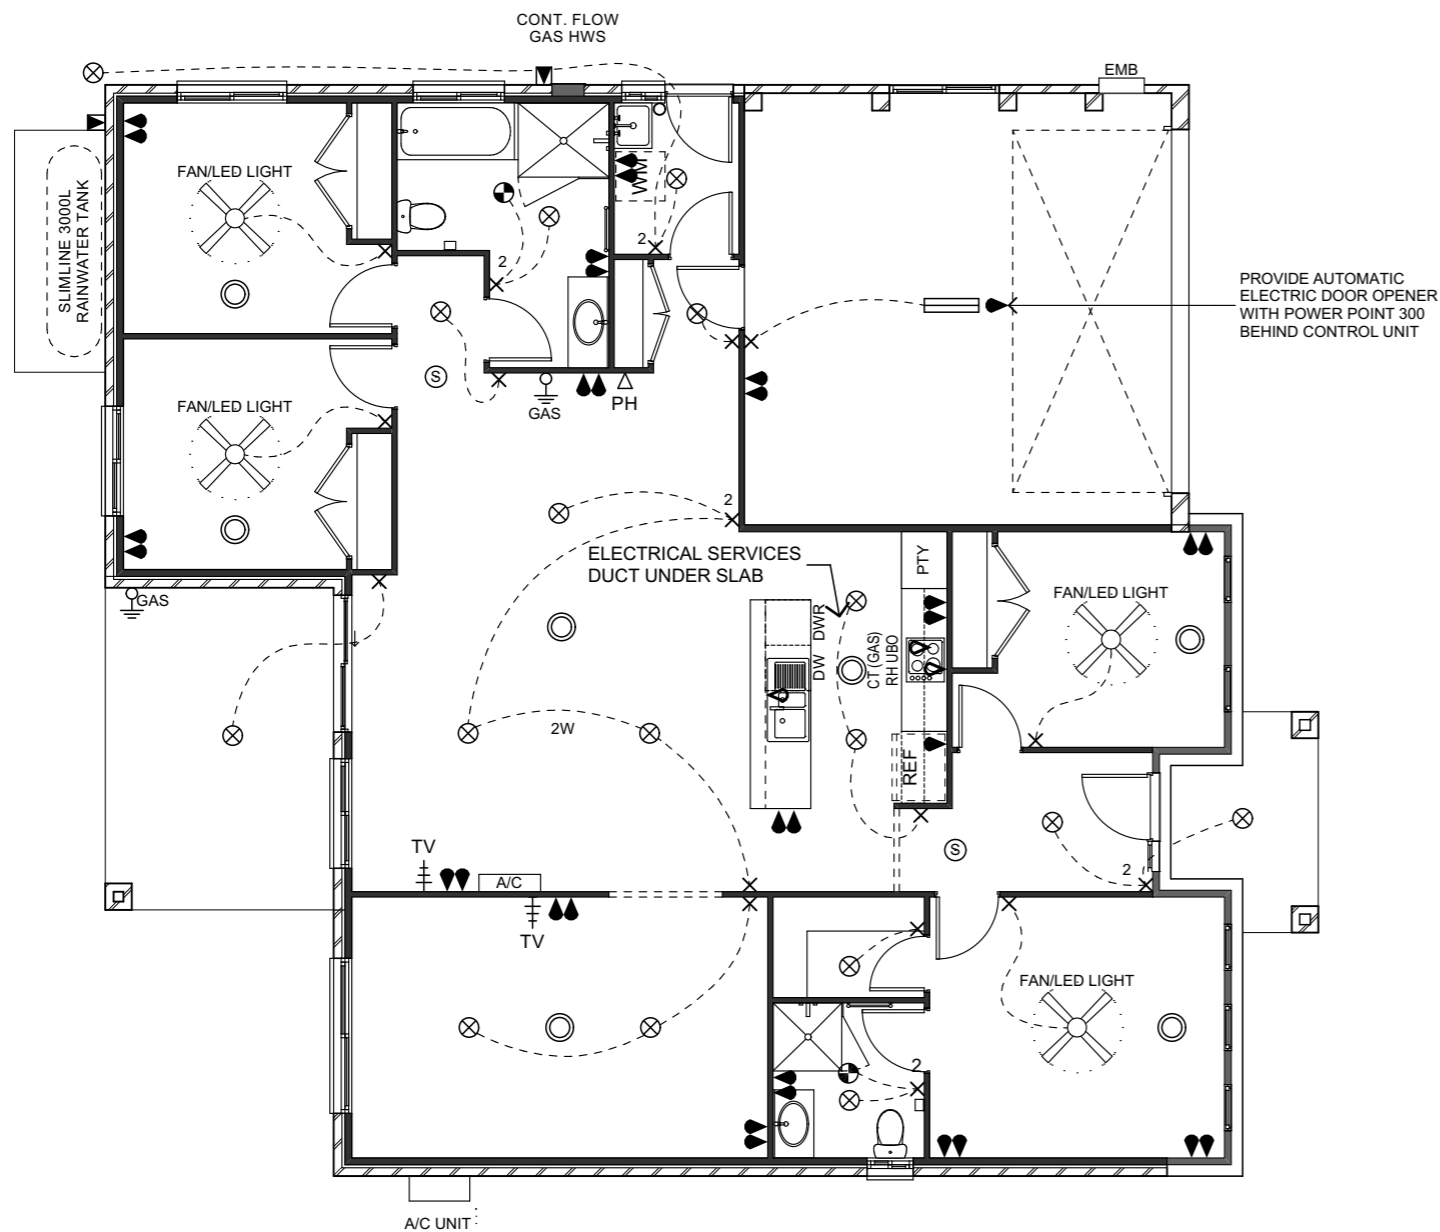 CONT. FLOW
GAS HWS
EMB
FAN/LED LIGHT
WM
SLIMLINE 3000L
RAINWATER TANK
2
2
PROVIDE AUTOMATIC
ELECTRIC DOOR OPENER
WITH POWER POINT 300
BEHIND CONTROL UNIT
S
FAN/LED LIGHT
GAS
PH
2
ELECTRICAL SERVICES
DUCT UNDER SLAB
PTY
GAS
FAN/LED LIGHT
DW DWR
CT (GAS)
RH UBO
2W
REF
S
TV
A/C
2
TV
FAN/LED LIGHT
2
A/C UNIT